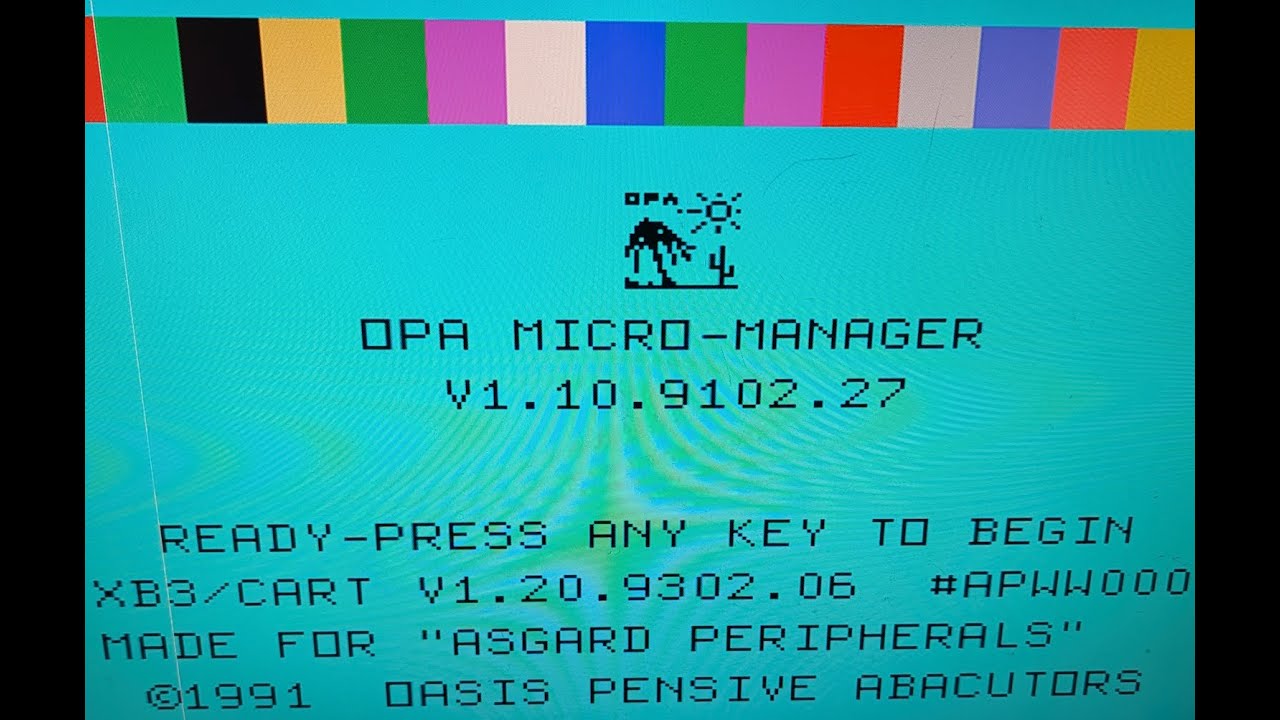 OPA
OPA MICRO-MANAGER
V1.10.9102.27
READY-PRESS ANY KEY TO BEGIN
XB3/CART V1.20.9302.06 #APWW000
MADE FOR "ASGARD PERIPHERALS"
©1991 OASIS PENSIVE ABACUTORS